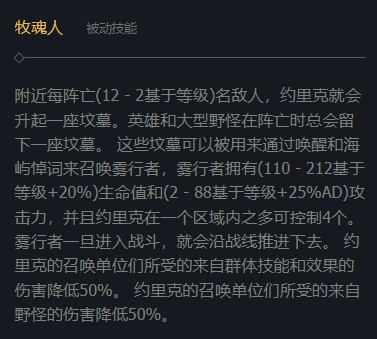 牧魂人 被动技能
附近每阵亡(12 - 2基于等级)名敌人，约里克就会
升起一座坟墓。英雄和大型野怪在阵亡时总会留
下一座坟墓。 这些坟墓可以被用来通过唤醒和海
屿悼词来召唤雾行者，雾行者拥有(110 - 212基于
等级+20%)生命值和(2 - 88基于等级+25%AD)攻
击力，并且约里克在一个区域内之多可控制4个。
雾行者一旦进入战斗，就会沿战线推进下去。 约
里克的召唤单位们所受的来自群体技能和效果的
伤害降低50%。 约里克的召唤单位们所受的来自
野怪的伤害降低50%。